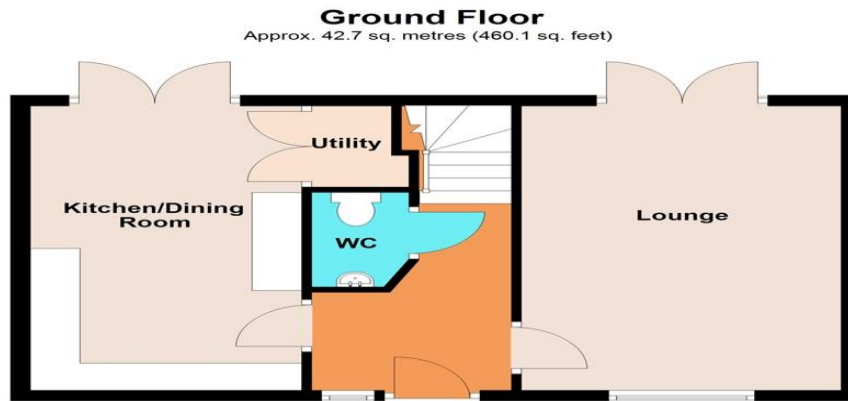 Ground Floor
Approx. 42.7 sq. metres (460.1 sq. feet)
Utility
Kitchen/Dining
Room
WC
Lounge